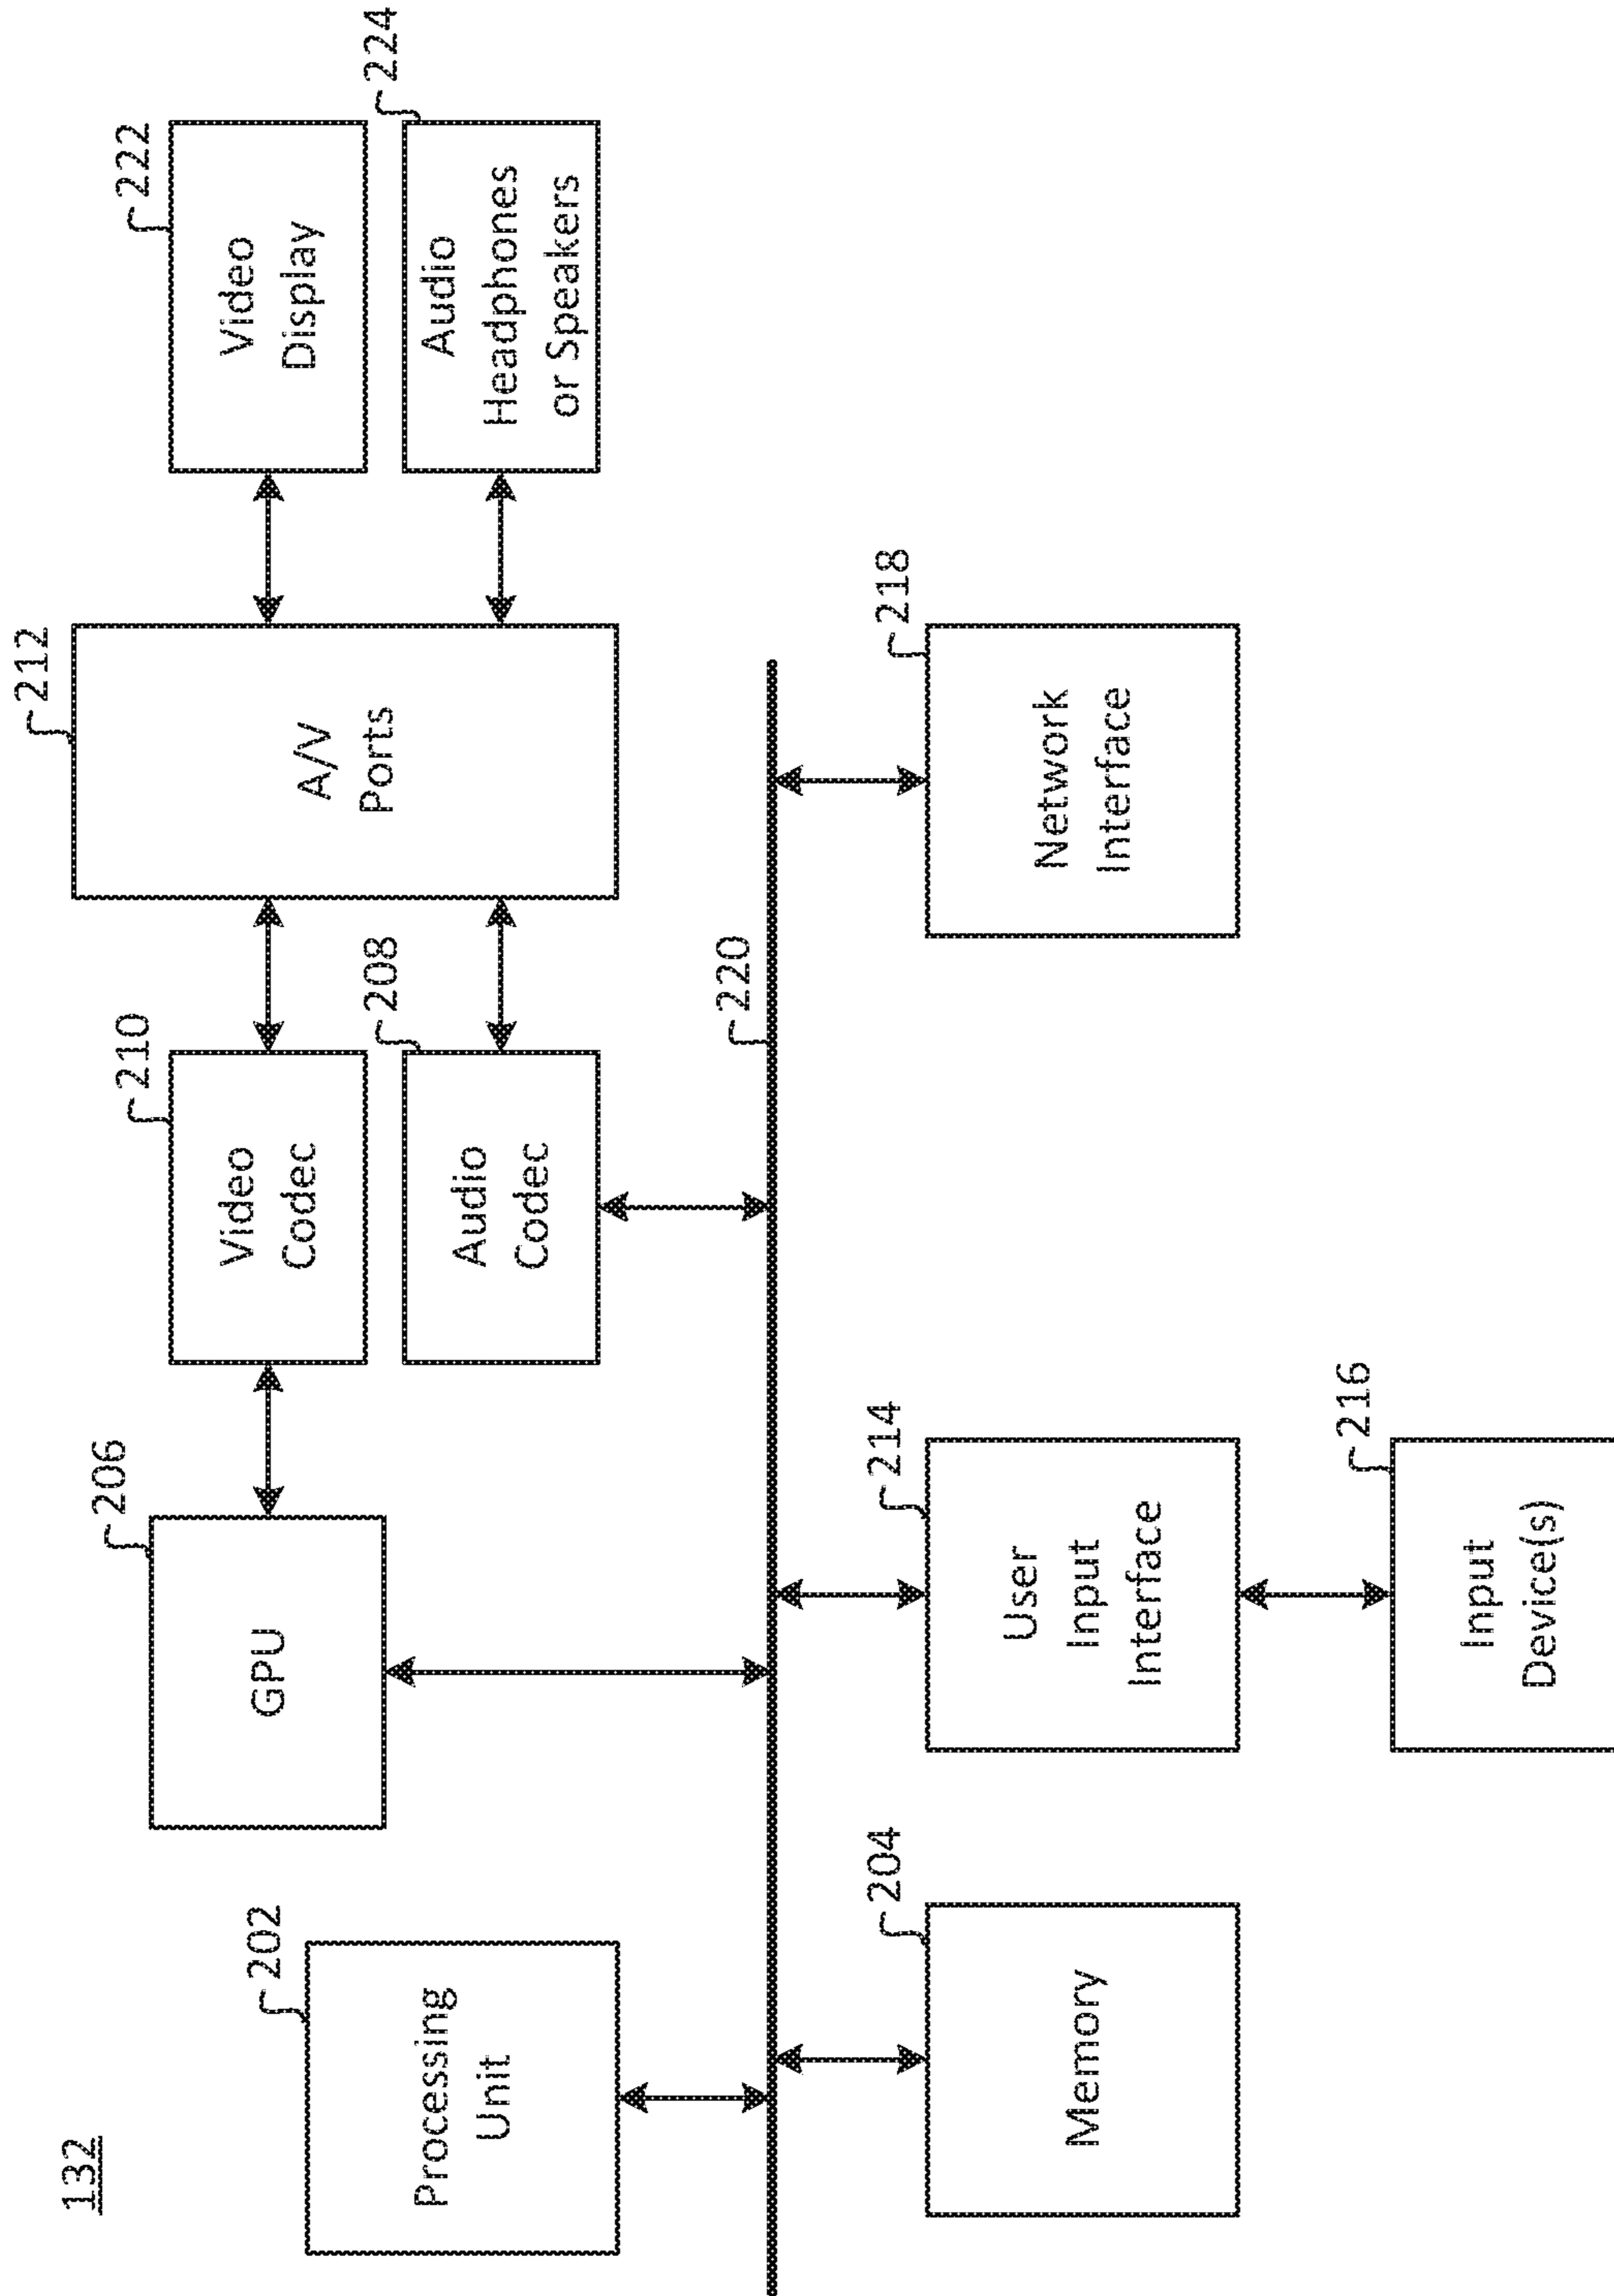 132
202
Processing
Unit
206
GPU
210
Video
Codec
208
Audio
Codec
212
A/V
Ports
222
Video
Display
224
Audio
Headphones
or Speakers
220
204
Memory
214
User
Input
Interface
216
Input
Device(s)
218
Network
Interface